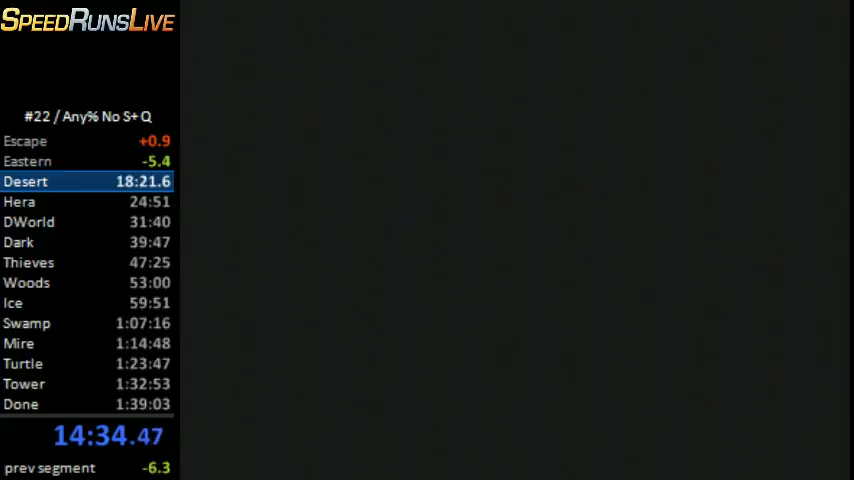 SPEEDRUNSLIVE
#22 / Any% No S+Q
Escape +0.9
Eastern -5.4
Desert 18:21.6
Hera 24:51
DWorld 31:40
Dark 39:47
Thieves 47:25
Woods 53:00
Ice 59:51
Swamp 1:07:16
Mire 1:14:48
Turtle 1:23:47
Tower 1:32:53
Done 1:39:03
14:34.47
prev segment -6.3